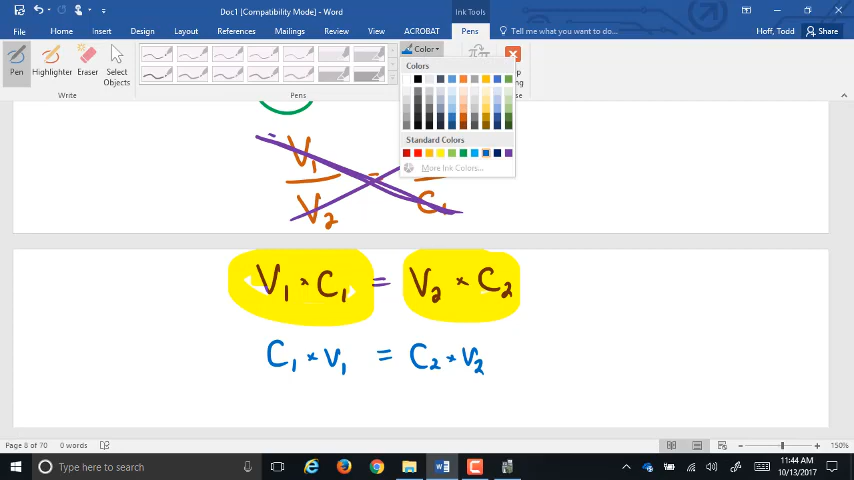 Doc1 [Compatibility Mode] - Word
Ink Tools
Hoff, Todd
File Home Insert Design Layout References Mailings Review View ACROBAT Pens Tell me what you want to do... Share
Pen Highlighter Eraser Select Objects
Color
Write Pens
Colors
Standard Colors
More Ink Colors...
V1
V2
=
V1 × C1 = V2 × C2
C1 × V1 = C2 × V2
Page 8 of 70 0 words 150%
Type here to search
11:44 AM
10/13/2017